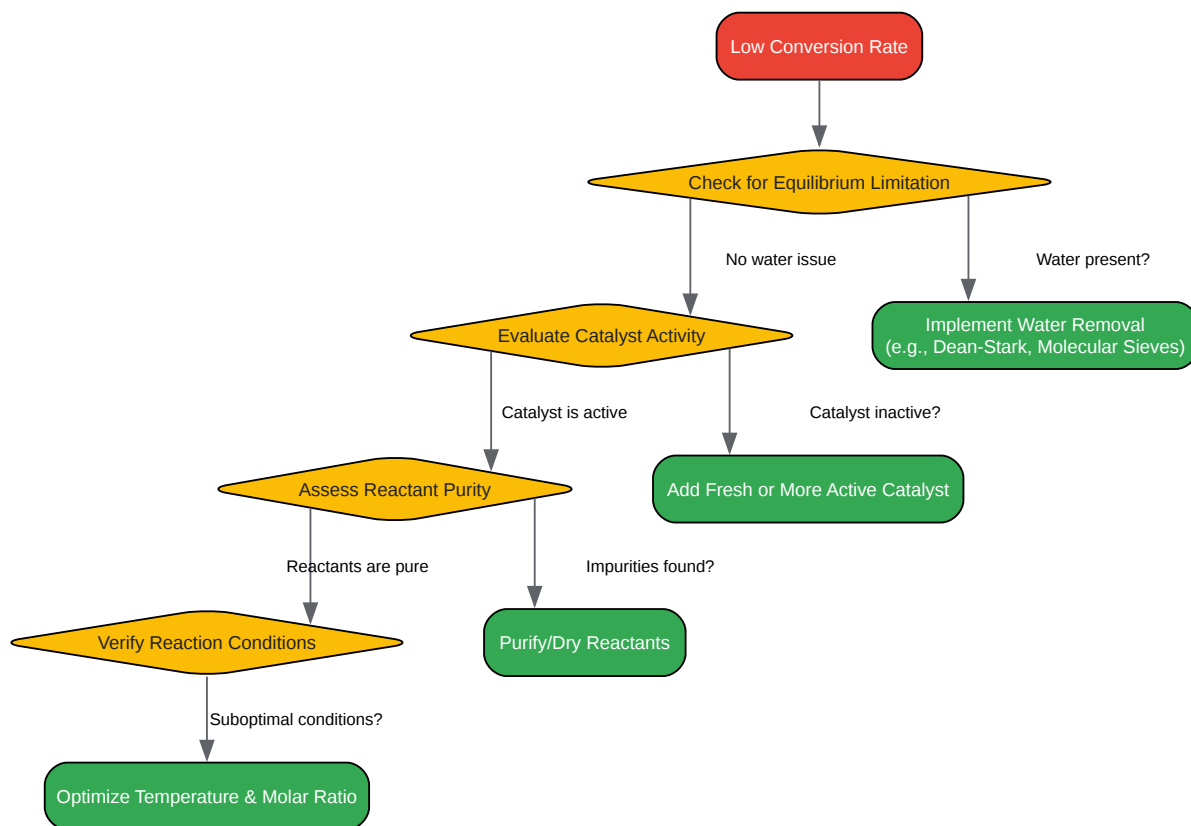 Low Conversion Rate
Check for Equilibrium Limitation
No water issue
Water present?
Implement Water Removal
(e.g., Dean-Stark, Molecular Sieves)
Evaluate Catalyst Activity
Catalyst is active
Catalyst inactive?
Assess Reactant Purity
Add Fresh or More Active Catalyst
Reactants are pure
Impurities found?
Verify Reaction Conditions
Purify/Dry Reactants
Suboptimal conditions?
Optimize Temperature & Molar Ratio